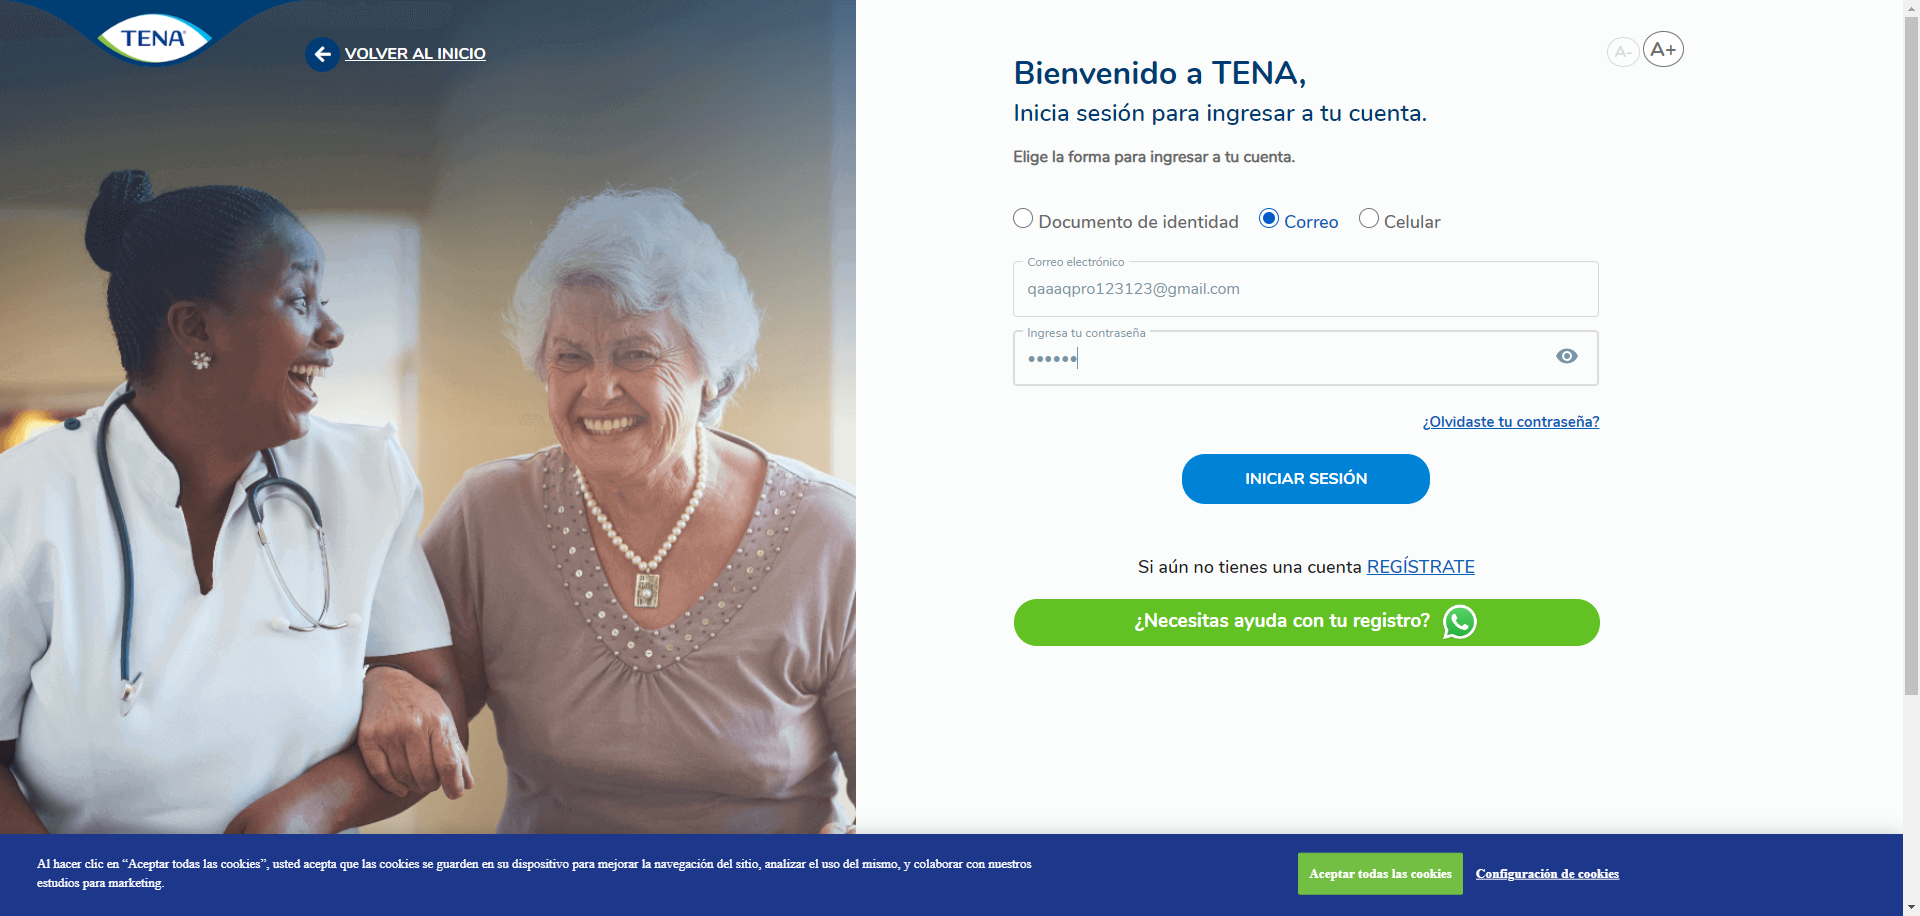 TENA
VOLVER AL INICIO
A-
A+
Bienvenido a TENA,
Inicia sesión para ingresar a tu cuenta.
Elige la forma para ingresar a tu cuenta.
Documento de identidad
Correo
Celular
Correo electrónico
qaaaqpro123123@gmail.com
Ingresa tu contraseña
••••••
¿Olvidaste tu contraseña?
INICIAR SESIÓN
Si aún no tienes una cuenta REGÍSTRATE
¿Necesitas ayuda con tu registro?
Al hacer clic en “Aceptar todas las cookies”, usted acepta que las cookies se guarden en su dispositivo para mejorar la navegación del sitio, analizar el uso del mismo, y colaborar con nuestros
estudios para marketing.
Aceptar todas las cookies
Configuración de cookies